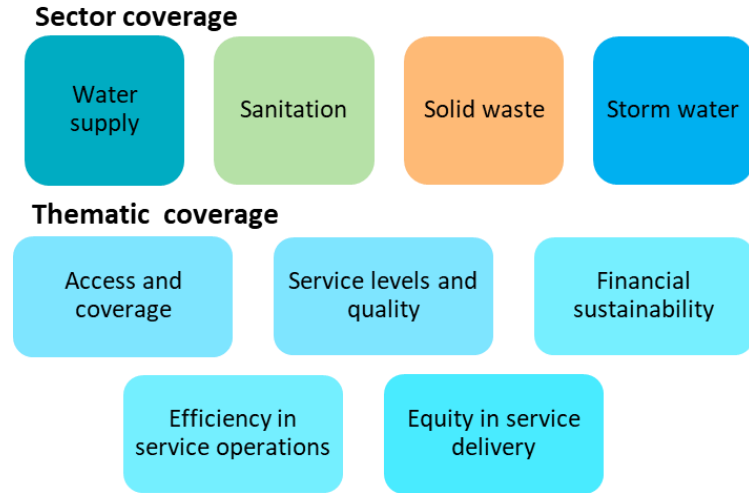 Sector coverage
Water
supply
Sanitation
Solid waste
Storm water
Thematic coverage
Access and
coverage
Service levels and
quality
Financial
sustainability
Efficiency in
service operations
Equity in service
delivery